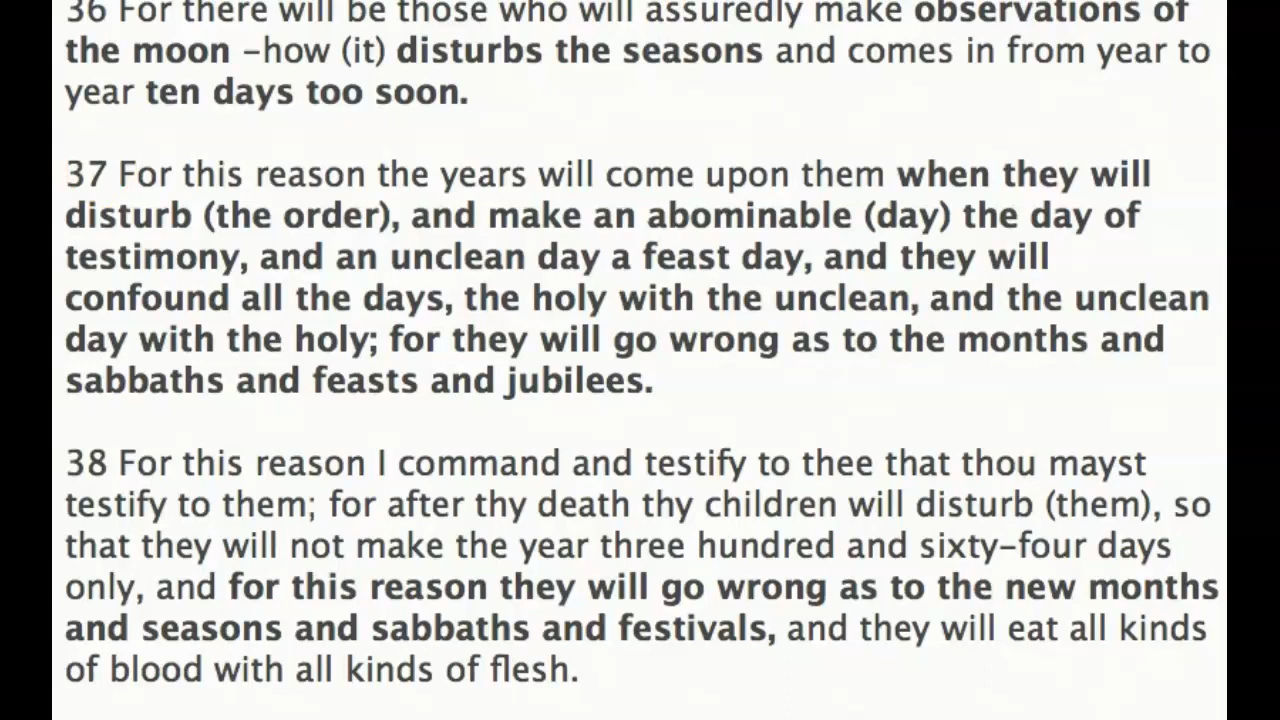 36 For there will be those who will assuredly make observations of
the moon –how (it) disturbs the seasons and comes in from year to
year ten days too soon.
37 For this reason the years will come upon them when they will
disturb (the order), and make an abominable (day) the day of
testimony, and an unclean day a feast day, and they will
confound all the days, the holy with the unclean, and the unclean
day with the holy; for they will go wrong as to the months and
sabbaths and feasts and jubilees.
38 For this reason I command and testify to thee that thou mayst
testify to them; for after thy death thy children will disturb (them), so
that they will not make the year three hundred and sixty–four days
only, and for this reason they will go wrong as to the new months
and seasons and sabbaths and festivals, and they will eat all kinds
of blood with all kinds of flesh.